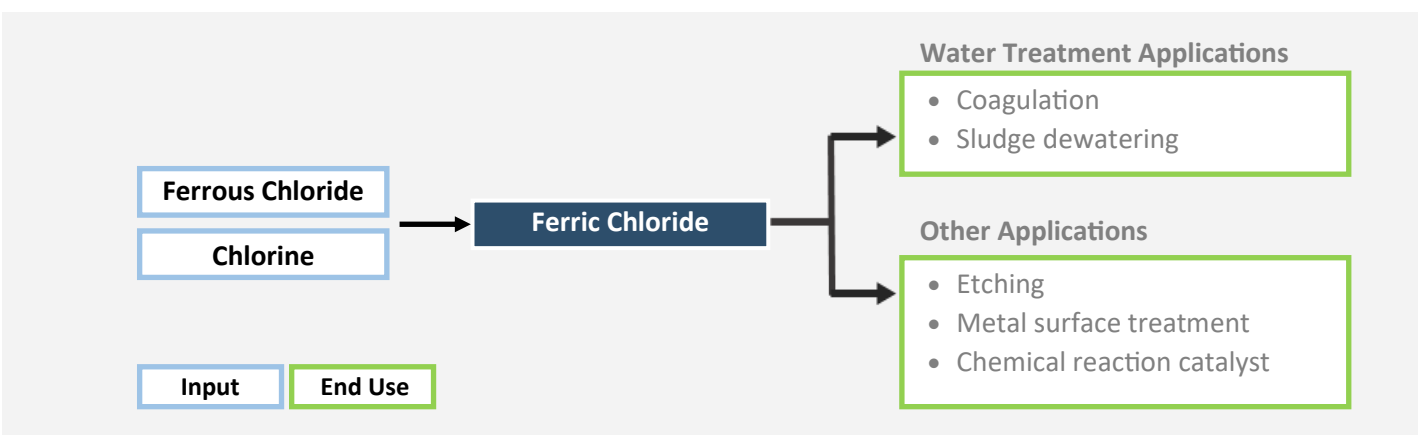 Water Treatment Applications
• Coagulation
• Sludge dewatering
Ferrous Chloride
Chlorine
Ferric Chloride
Other Applications
• Etching
• Metal surface treatment
• Chemical reaction catalyst
Input
End Use